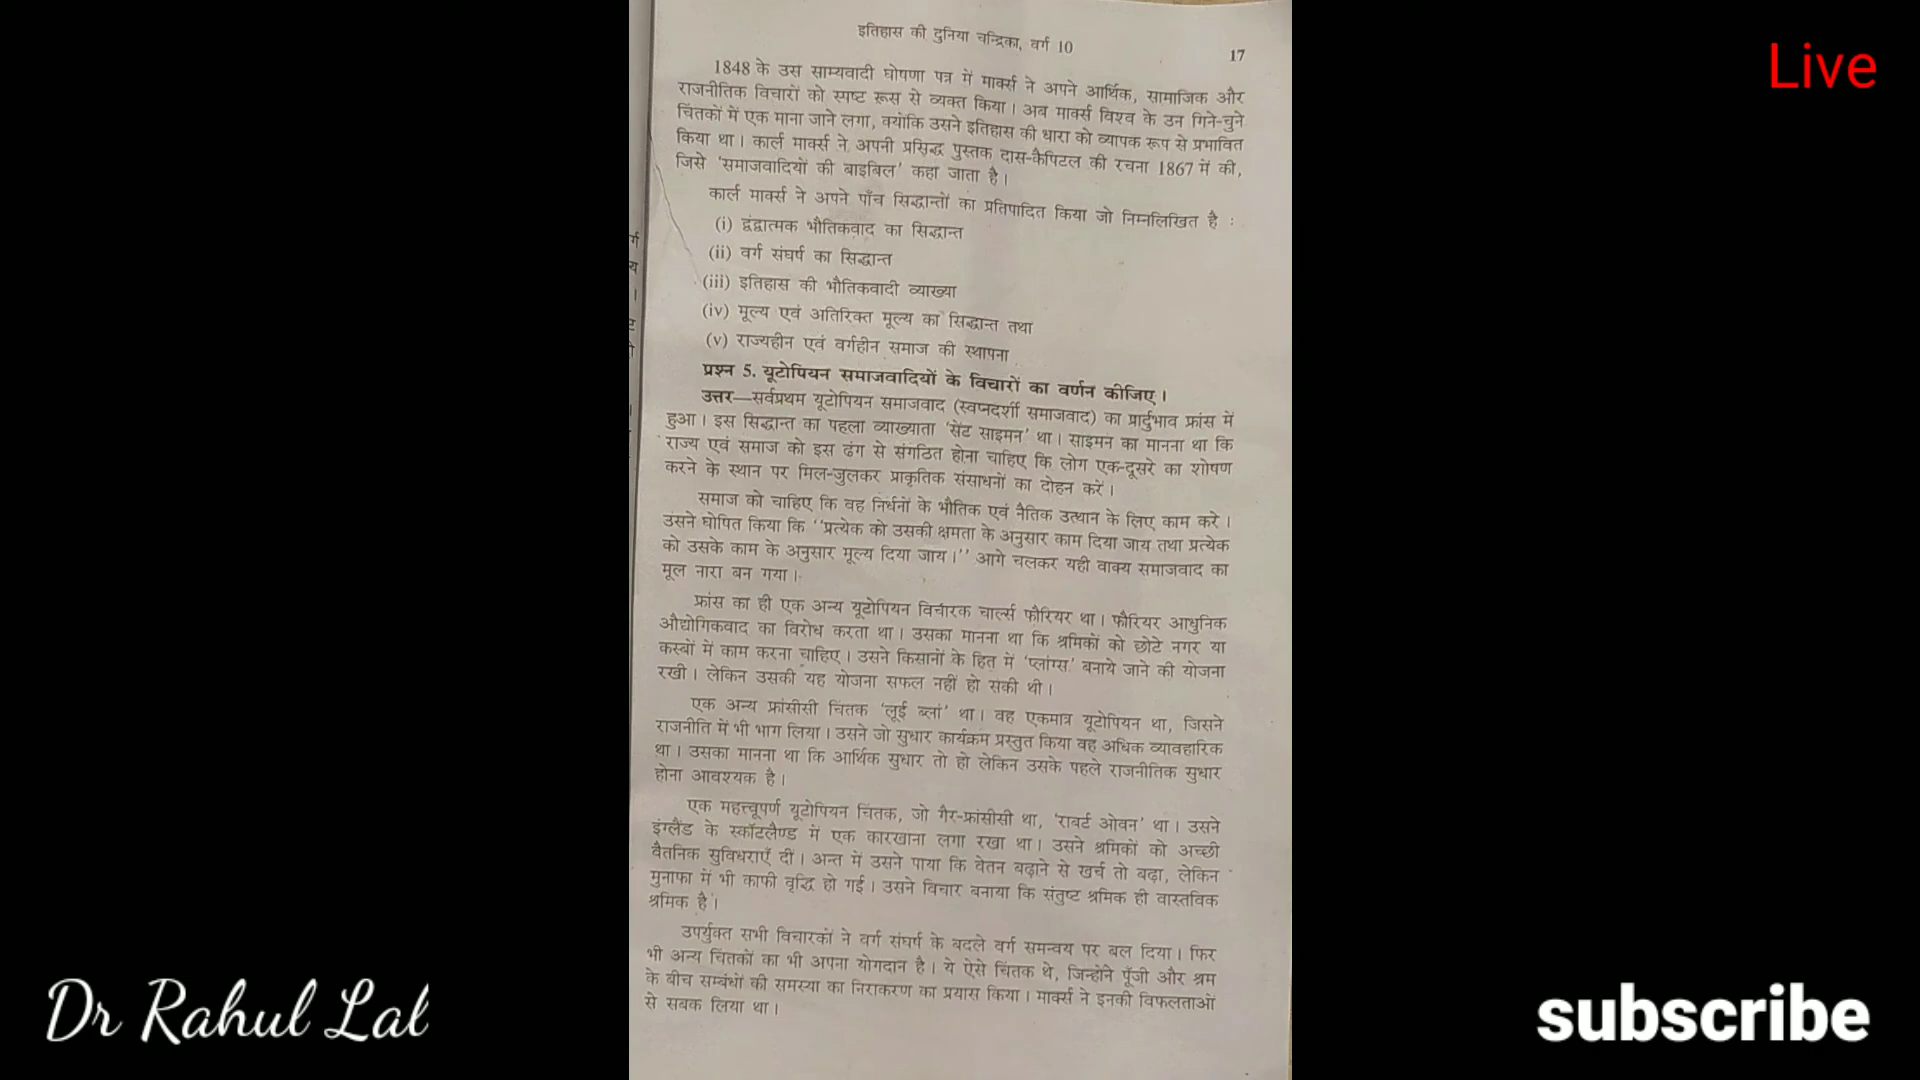 इतिहास की दुनिया चन्द्रिका, वर्ग 10
17
Live
1848 के उस साम्यवादी घोषणा पत्र में मार्क्स ने अपने आर्थिक, सामाजिक और
राजनीतिक विचारों को स्पष्ट रूस से व्यक्त किया। अब मार्क्स विश्व के उन गिने-चुने
चिंतकों में एक माना जाने लगा, क्योंकि उसने इतिहास की धारा को व्यापक रूप से प्रभावित
किया था। कार्ल मार्क्स ने अपनी प्रसिद्ध पुस्तक दास-कैपिटल की रचना 1867 में की,
जिसे ‘समाजवादियों की बाइबिल’ कहा जाता है।
कार्ल मार्क्स ने अपने पाँच सिद्धान्तों का प्रतिपादित किया जो निम्नलिखित है :
(i) द्वंद्वात्मक भौतिकवाद का सिद्धान्त
(ii) वर्ग संघर्ष का सिद्धान्त
(iii) इतिहास की भौतिकवादी व्याख्या
(iv) मूल्य एवं अतिरिक्त मूल्य का सिद्धान्त तथा
(v) राज्यहीन एवं वर्गहीन समाज की स्थापना
प्रश्न 5. यूटोपियन समाजवादियों के विचारों का वर्णन कीजिए।
उत्तर—सर्वप्रथम यूटोपियन समाजवाद (स्वप्नदर्शी समाजवाद) का प्रार्दुभाव फ्रांस में
हुआ। इस सिद्धान्त का पहला व्याख्याता ‘सेंट साइमन’ था। साइमन का मानना था कि
राज्य एवं समाज को इस ढंग से संगठित होना चाहिए कि लोग एक-दूसरे का शोषण
करने के स्थान पर मिल-जुलकर प्राकृतिक संसाधनों का दोहन करें।
समाज को चाहिए कि वह निर्धनों के भौतिक एवं नैतिक उत्थान के लिए काम करे।
उसने घोषित किया कि ‘‘प्रत्येक को उसकी क्षमता के अनुसार काम दिया जाय तथा प्रत्येक
को उसके काम के अनुसार मूल्य दिया जाय।’’ आगे चलकर यही वाक्य समाजवाद का
मूल नारा बन गया।
फ्रांस का ही एक अन्य यूटोपियन विचारक चार्ल्स फौरियर था। फौरियर आधुनिक
औद्योगिकवाद का विरोध करता था। उसका मानना था कि श्रमिकों को छोटे नगर या
कस्बों में काम करना चाहिए। उसने किसानों के हित में ‘प्लांग्स’ बनाये जाने की योजना
रखी। लेकिन उसकी यह योजना सफल नहीं हो सकी थी।
एक अन्य फ्रांसीसी चिंतक ‘लूई ब्लां’ था। वह एकमात्र यूटोपियन था, जिसने
राजनीति में भी भाग लिया। उसने जो सुधार कार्यक्रम प्रस्तुत किया वह अधिक व्यावहारिक
था। उसका मानना था कि आर्थिक सुधार तो हो लेकिन उसके पहले राजनीतिक सुधार
होना आवश्यक है।
एक महत्त्वूपर्ण यूटोपियन चिंतक, जो गैर-फ्रांसीसी था, ‘राबर्ट ओवन’ था। उसने
इंग्लैंड के स्कॉटलैण्ड में एक कारखाना लगा रखा था। उसने श्रमिकों को अच्छी
वैतनिक सुविधराएँ दीं। अन्त में उसने पाया कि वेतन बढ़ाने से खर्च तो बढ़ा, लेकिन
मुनाफा में भी काफी वृद्धि हो गई। उसने विचार बनाया कि संतुष्ट श्रमिक ही वास्तविक
श्रमिक है।
उपर्युक्त सभी विचारकों ने वर्ग संघर्ष के बदले वर्ग समन्वय पर बल दिया। फिर
भी अन्य चिंतकों का भी अपना योगदान है। ये ऐसे चिंतक थे, जिन्होंने पूँजी और श्रम
के बीच सम्बंधों की समस्या का निराकरण का प्रयास किया। मार्क्स ने इनकी विफलताओं
से सबक लिया था।
Dr Rahul Lal
subscribe